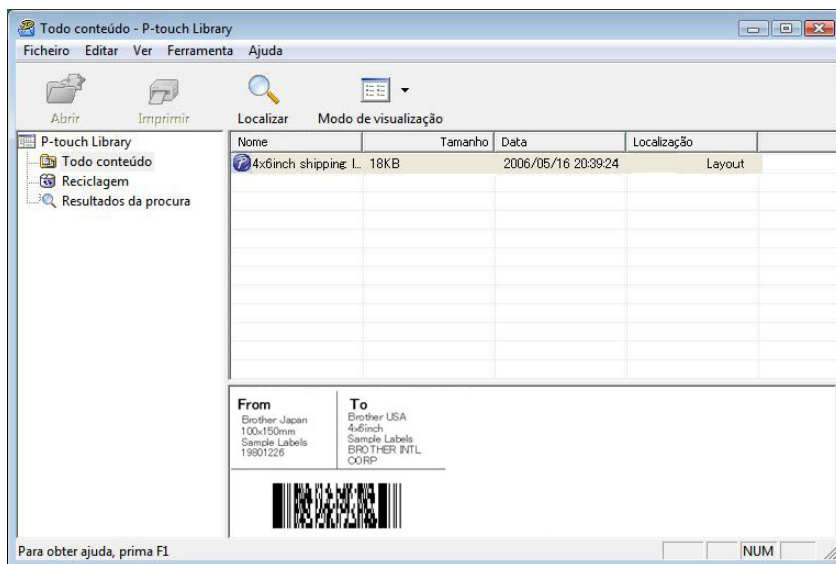 Todo conteúdo - P-touch Library
Ficheiro Editar Ver Ferramenta Ajuda
Abrir Imprimir Localizar Modo de visualização
P-touch Library
Todo conteúdo
Reciclagem
Resultados da procura
Nome Tamanho Data Localização
4x6inch shipping l... 18KB 2006/05/16 20:39:24 Layout
From
Brother Japan
100x150mm
Sample Labels
19801226
To
Brother USA
4x6inch
Sample Labels
BROTHER INTL
CORP
Para obter ajuda, prima F1
NUM